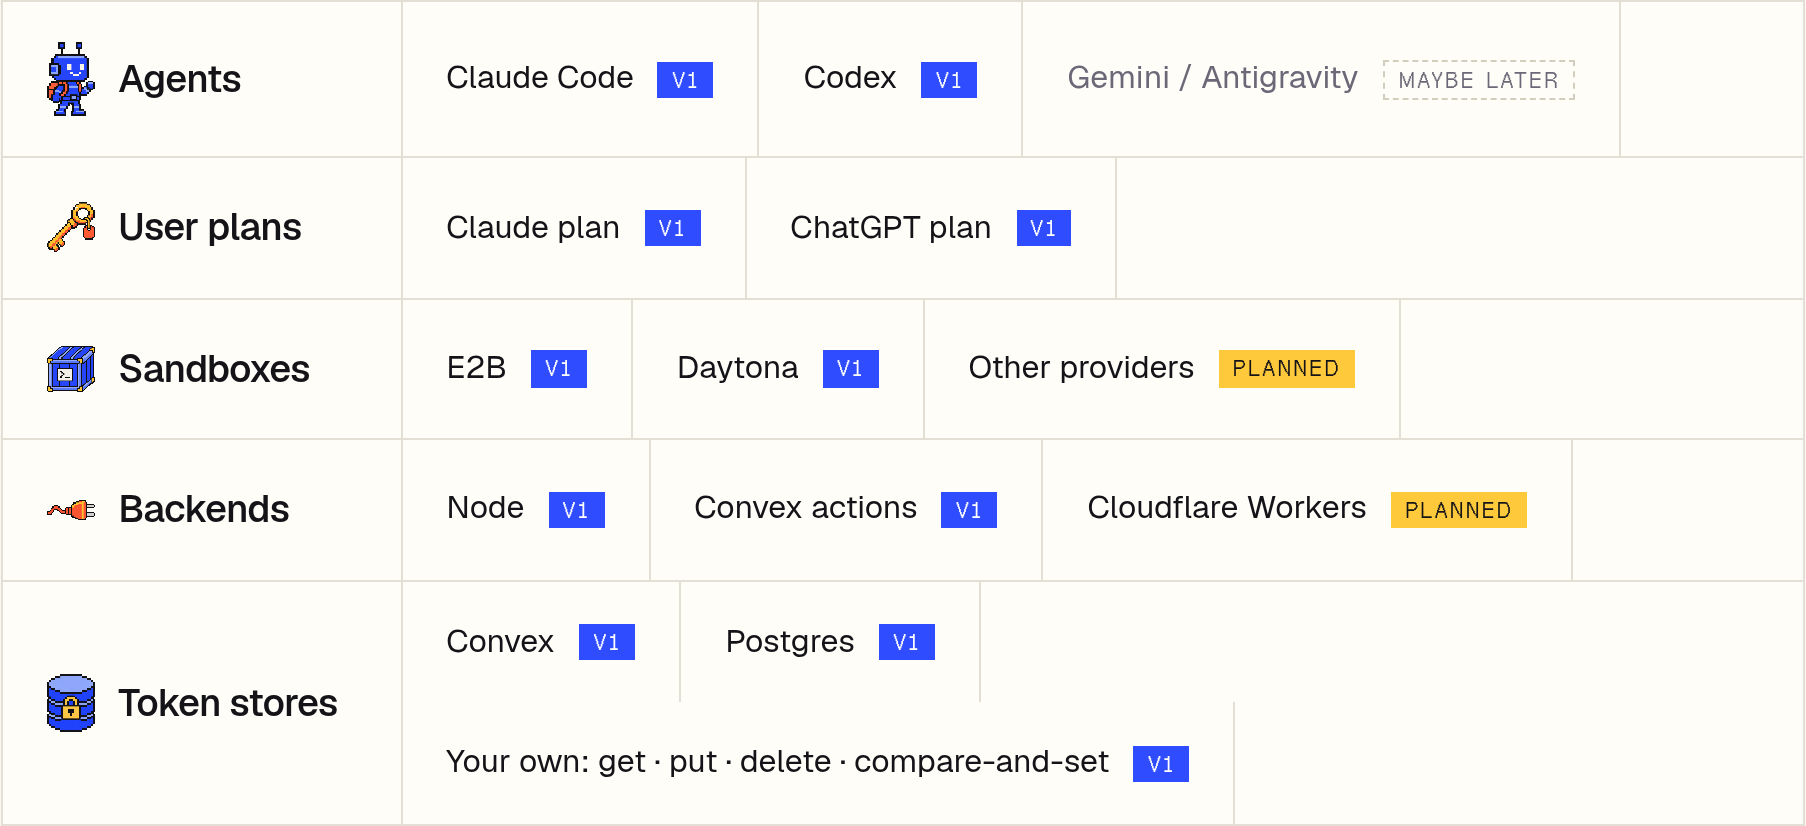 Agents Claude Code V1 Codex V1 Gemini / Antigravity MAYBE LATER
User plans Claude plan V1 ChatGPT plan V1
Sandboxes E2B V1 Daytona V1 Other providers PLANNED
Backends Node V1 Convex actions V1 Cloudflare Workers PLANNED
Token stores
Convex V1 Postgres V1
Your own: get · put · delete · compare-and-set V1